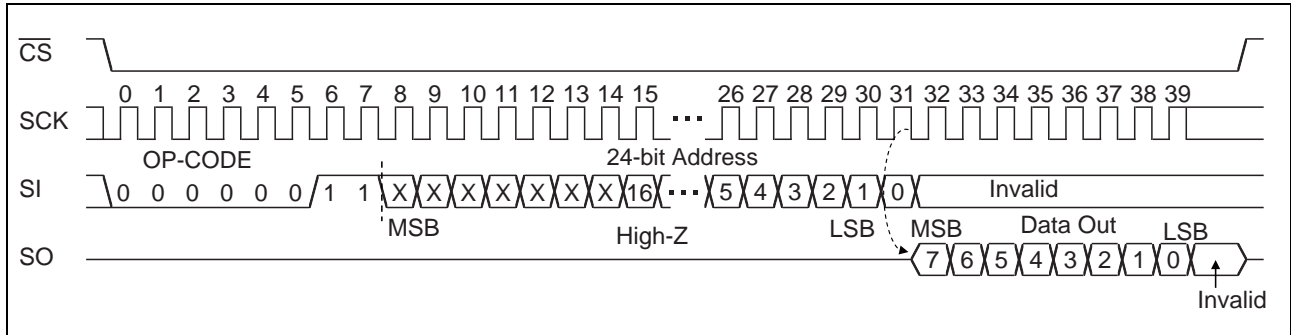 CS
0 1 2 3 4 5 6 7 8 9 10 11 12 13 14 15 26 27 28 29 30 31 32 33 34 35 36 37 38 39
SCK ...
OP-CODE 24-bit Address
SI 0 0 0 0 0 0 1 1 X X X X X X X 16 ... 5 4 3 2 1 0 Invalid
MSB High-Z LSB MSB Data Out LSB
SO 7 6 5 4 3 2 1 0
Invalid